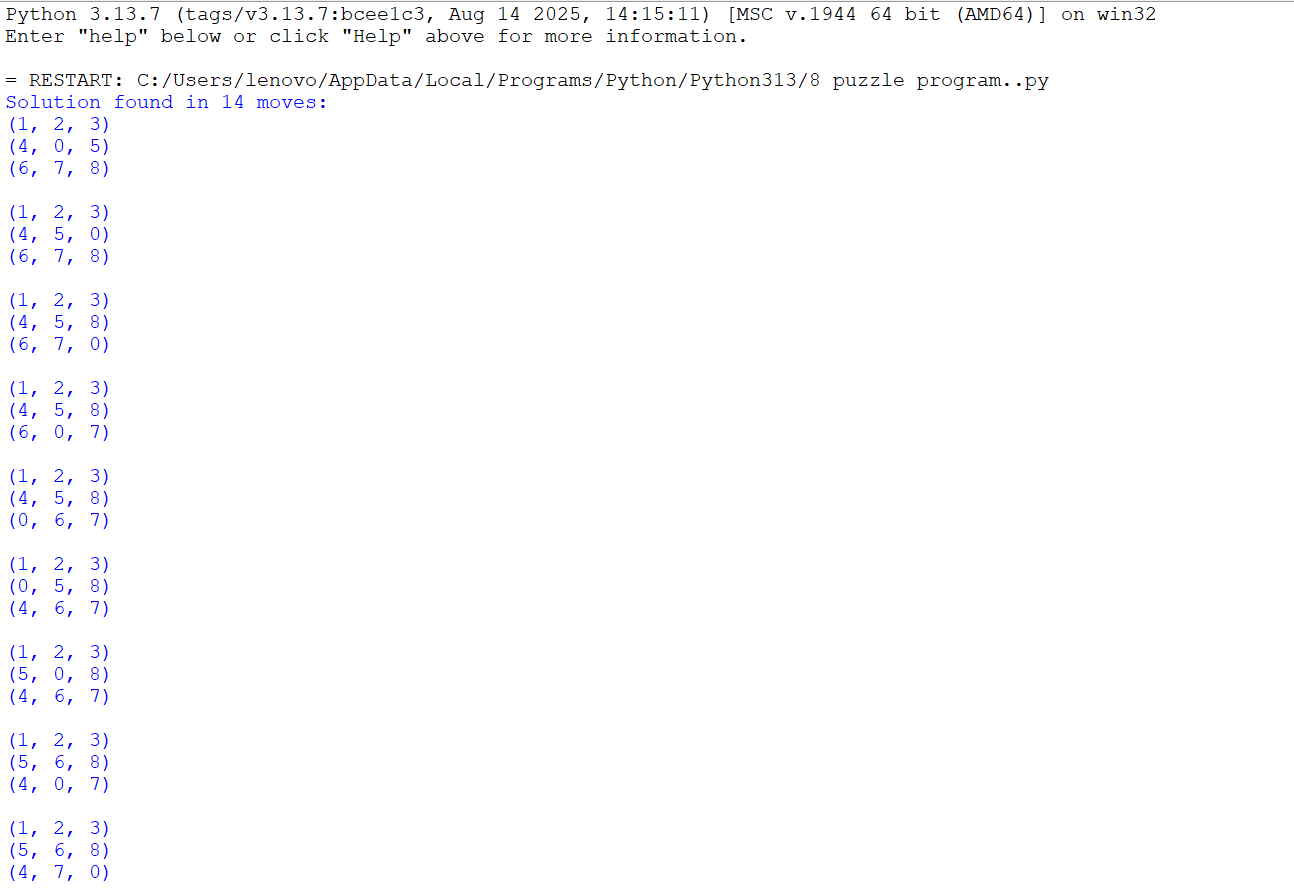 Python 3.13.7 (tags/v3.13.7:bcee1c3, Aug 14 2025, 14:15:11) [MSC v.1944 64 bit (AMD64)] on win32
Enter "help" below or click "Help" above for more information.
= RESTART: C:/Users/lenovo/AppData/Local/Programs/Python/Python313/8 puzzle program..py
Solution found in 14 moves:
(1, 2, 3)
(4, 0, 5)
(6, 7, 8)
(1, 2, 3)
(4, 5, 0)
(6, 7, 8)
(1, 2, 3)
(4, 5, 8)
(6, 7, 0)
(1, 2, 3)
(4, 5, 8)
(6, 0, 7)
(1, 2, 3)
(4, 5, 8)
(0, 6, 7)
(1, 2, 3)
(0, 5, 8)
(4, 6, 7)
(1, 2, 3)
(5, 0, 8)
(4, 6, 7)
(1, 2, 3)
(5, 6, 8)
(4, 0, 7)
(1, 2, 3)
(5, 6, 8)
(4, 7, 0)